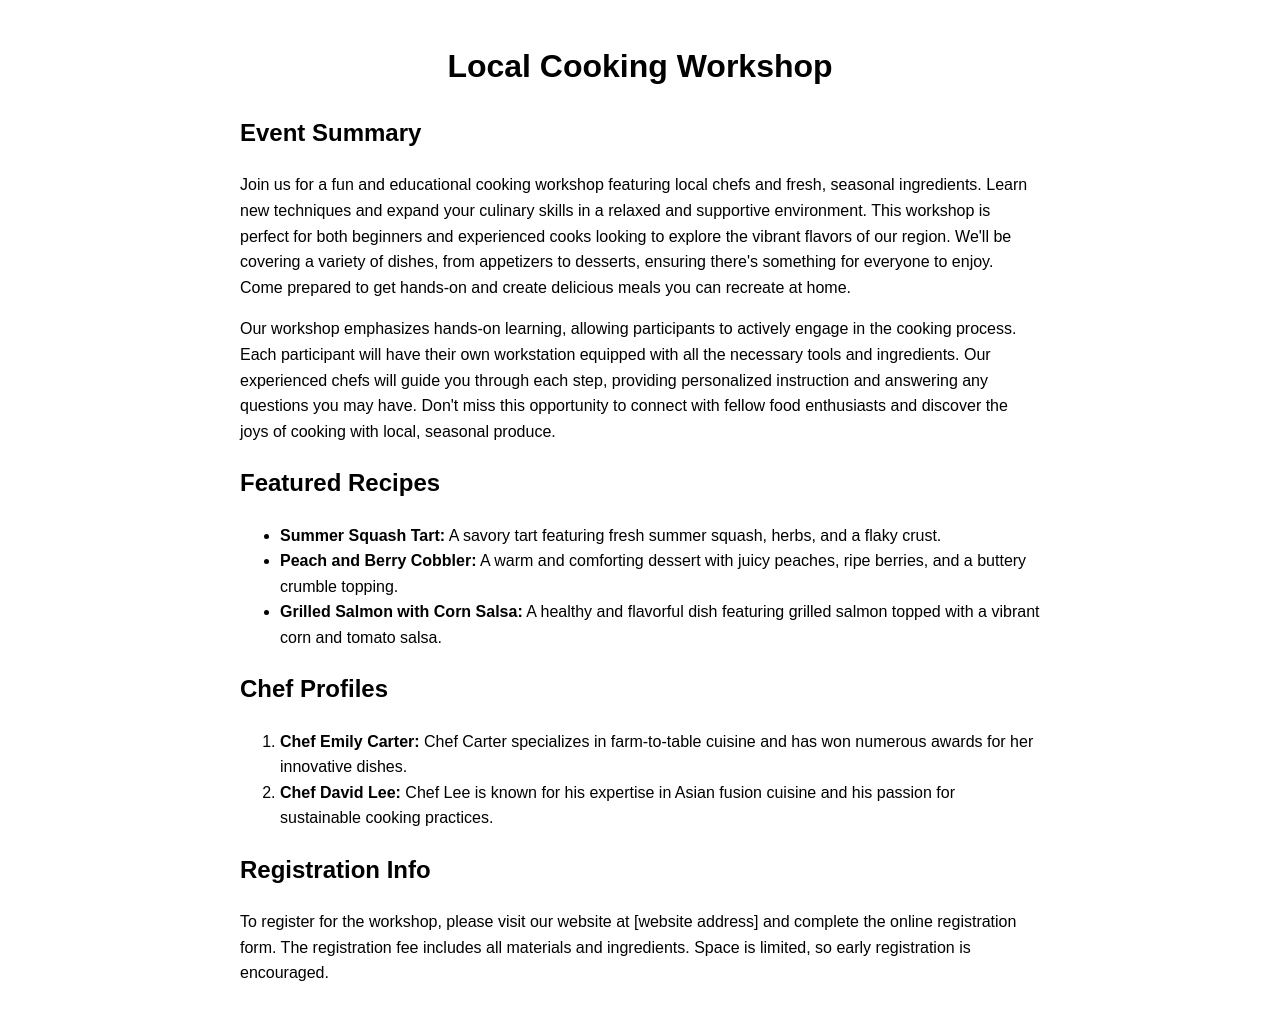 Local Cooking Workshop
Event Summary
Join us for a fun and educational cooking workshop featuring local chefs and fresh, seasonal ingredients. Learn
new techniques and expand your culinary skills in a relaxed and supportive environment. This workshop is
perfect for both beginners and experienced cooks looking to explore the vibrant flavors of our region. We'll be
covering a variety of dishes, from appetizers to desserts, ensuring there's something for everyone to enjoy.
Come prepared to get hands-on and create delicious meals you can recreate at home.
Our workshop emphasizes hands-on learning, allowing participants to actively engage in the cooking process.
Each participant will have their own workstation equipped with all the necessary tools and ingredients. Our
experienced chefs will guide you through each step, providing personalized instruction and answering any
questions you may have. Don't miss this opportunity to connect with fellow food enthusiasts and discover the
joys of cooking with local, seasonal produce.
Featured Recipes
• Summer Squash Tart: A savory tart featuring fresh summer squash, herbs, and a flaky crust.
• Peach and Berry Cobbler: A warm and comforting dessert with juicy peaches, ripe berries, and a buttery
crumble topping.
• Grilled Salmon with Corn Salsa: A healthy and flavorful dish featuring grilled salmon topped with a vibrant
corn and tomato salsa.
Chef Profiles
1. Chef Emily Carter: Chef Carter specializes in farm-to-table cuisine and has won numerous awards for her
innovative dishes.
2. Chef David Lee: Chef Lee is known for his expertise in Asian fusion cuisine and his passion for
sustainable cooking practices.
Registration Info
To register for the workshop, please visit our website at [website address] and complete the online registration
form. The registration fee includes all materials and ingredients. Space is limited, so early registration is
encouraged.